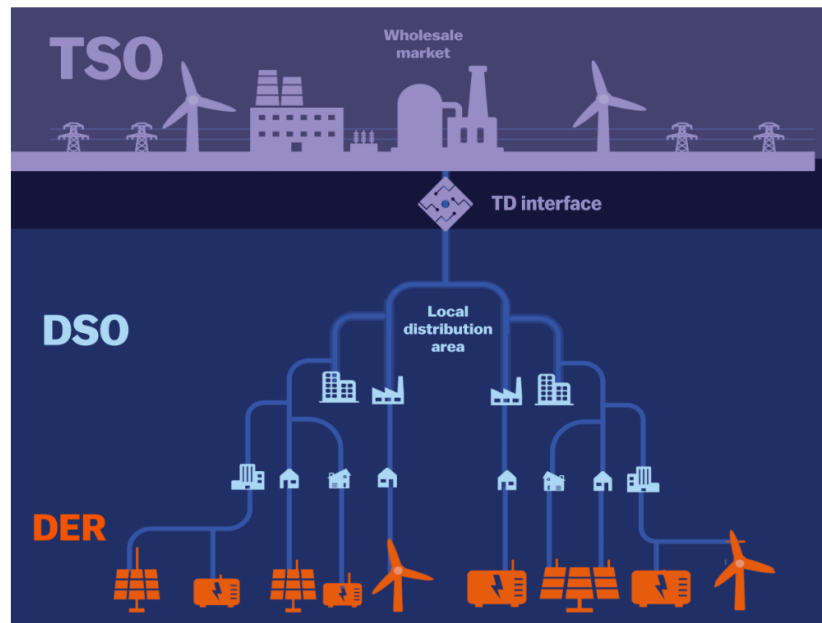 TSO
Wholesale
market
TD interface
DSO
Local
distribution
area
DER